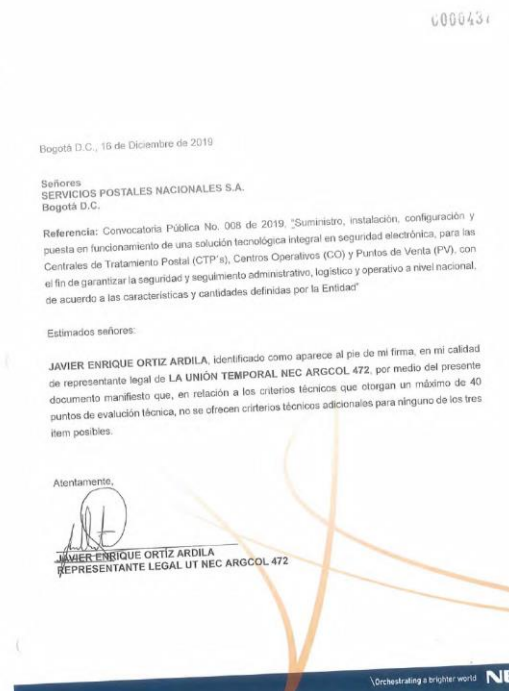 000043
Bogotá D.C., 16 de Diciembre de 2019
Señores
SERVICIOS POSTALES NACIONALES S.A.
Bogotá D.C.
Referencia: Convocatoria Pública No. 008 de 2019, "Suministro, instalación, configuración y
puesta en funcionamiento de una solución tecnológica integral en seguridad electrónica, para las
Centrales de Tratamiento Postal (CTP's), Centros Operativos (CO) y Puntos de Venta (PV), con
el fin de garantizar la seguridad y seguimiento administrativo, logístico y operativo a nivel nacional,
de acuerdo a las características y cantidades definidas por la Entidad"
Estimados señores:
JAVIER ENRIQUE ORTIZ ARDILA, identificado como aparece al pie de mi firma, en mi calidad
de representante legal de LA UNIÓN TEMPORAL NEC ARGCOL 472, por medio del presente
documento manifiesto que, en relación a los criterios técnicos que otorgan un máximo de 40
puntos de evalución técnica, no se ofrecen criterios técnicos adicionales para ninguno de los tres
item posibles.
Atentamente,
JAVIER ENRIQUE ORTÍZ ARDILA
REPRESENTANTE LEGAL UT NEC ARGCOL 472
\Orchestrating a brighter world NE